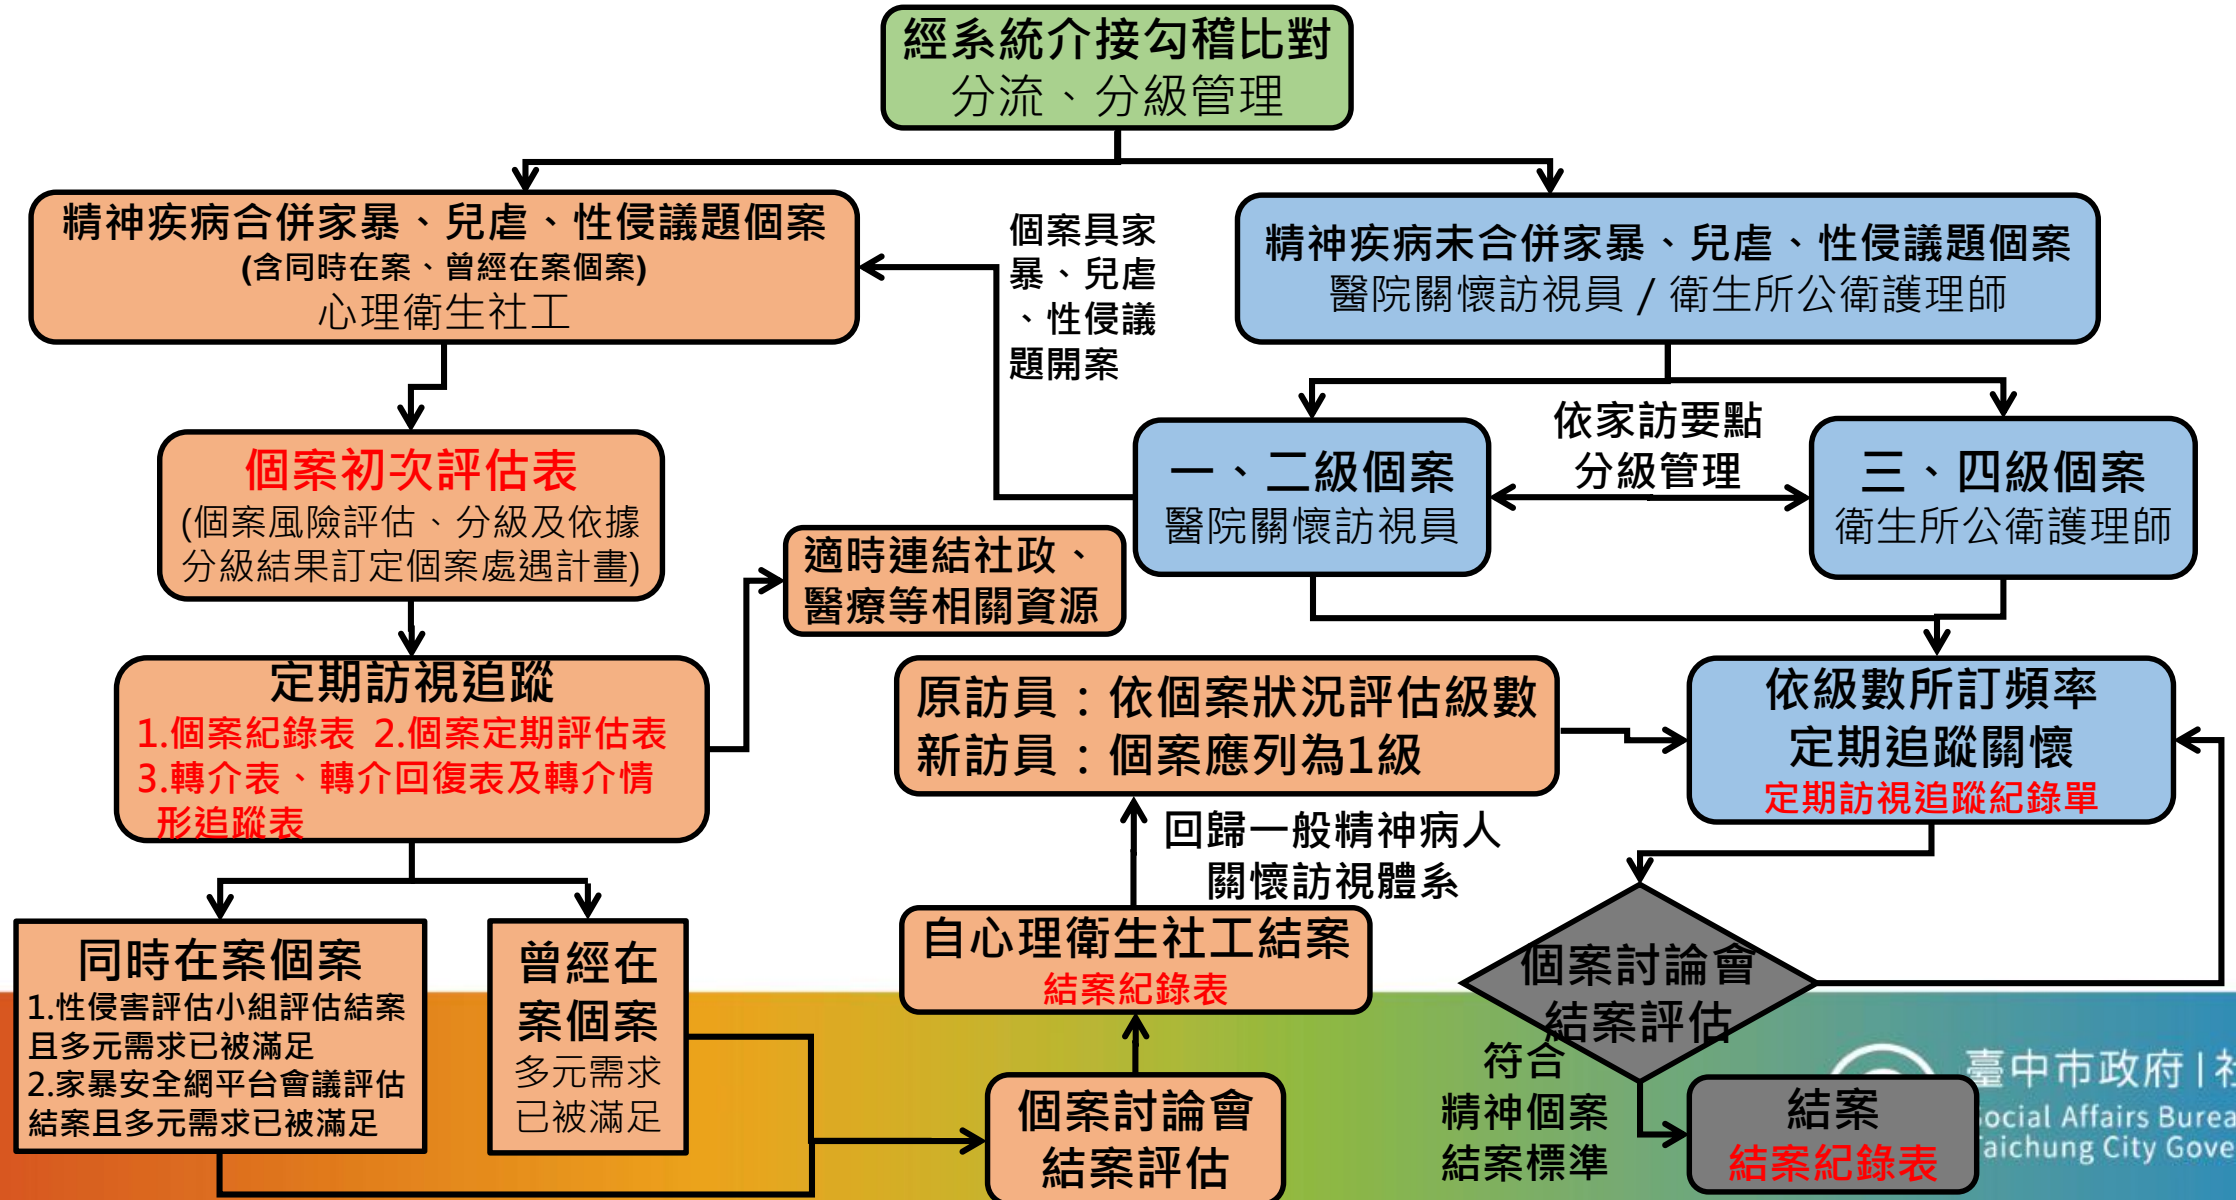 經系統介接勾稽比對
分流、分級管理
精神疾病合併家暴、兒虐、性侵議題個案
(含同時在案、曾經在案個案)
心理衛生社工
個案具家
暴、兒虐
、性侵議
題開案
精神疾病未合併家暴、兒虐、性侵議題個案
醫院關懷訪視員 / 衛生所公衛護理師
個案初次評估表
(個案風險評估、分級及依據
分級結果訂定個案處遇計畫)
一、二級個案
醫院關懷訪視員
依家訪要點
分級管理
三、四級個案
衛生所公衛護理師
適時連結社政、
醫療等相關資源
定期訪視追蹤
1.個案紀錄表 2.個案定期評估表
3.轉介表、轉介回復表及轉介情
形追蹤表
原訪員：依個案狀況評估級數
新訪員：個案應列為1級
依級數所訂頻率
定期追蹤關懷
定期訪視追蹤紀錄單
回歸一般精神病人
關懷訪視體系
同時在案個案
1.性侵害評估小組評估結案
且多元需求已被滿足
2.家暴安全網平台會議評估
結案且多元需求已被滿足
曾經在
案個案
多元需求
已被滿足
自心理衛生社工結案
結案紀錄表
個案討論會
結案評估
個案討論會
結案評估
符合
精神個案
結案標準
結案
結案紀錄表
臺中市政府|社
ocial Affairs Burea
aichung City Gove